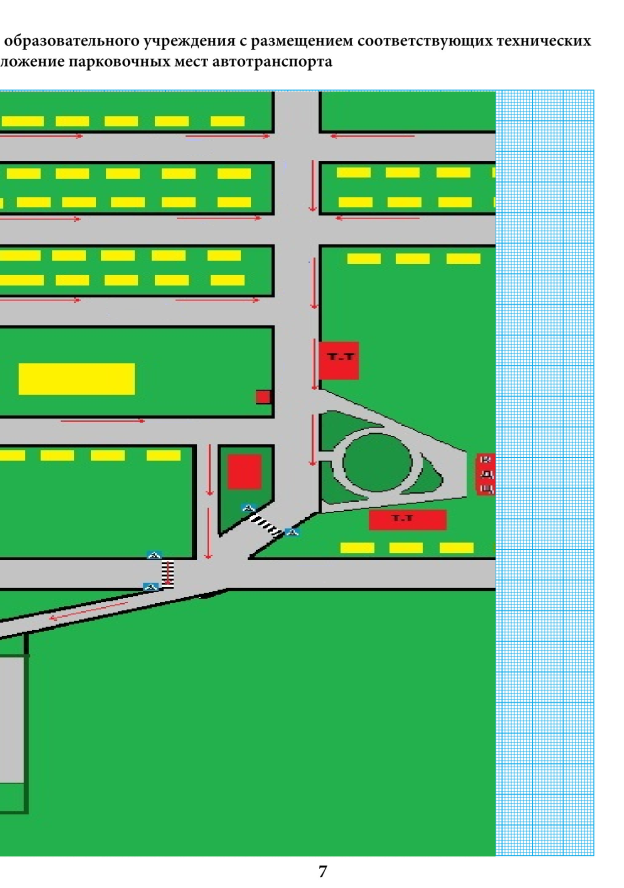 образовательного учреждения с размещением соответствующих технических
ложение парковочных мест автотранспорта
Т.Т
Т.Т
7